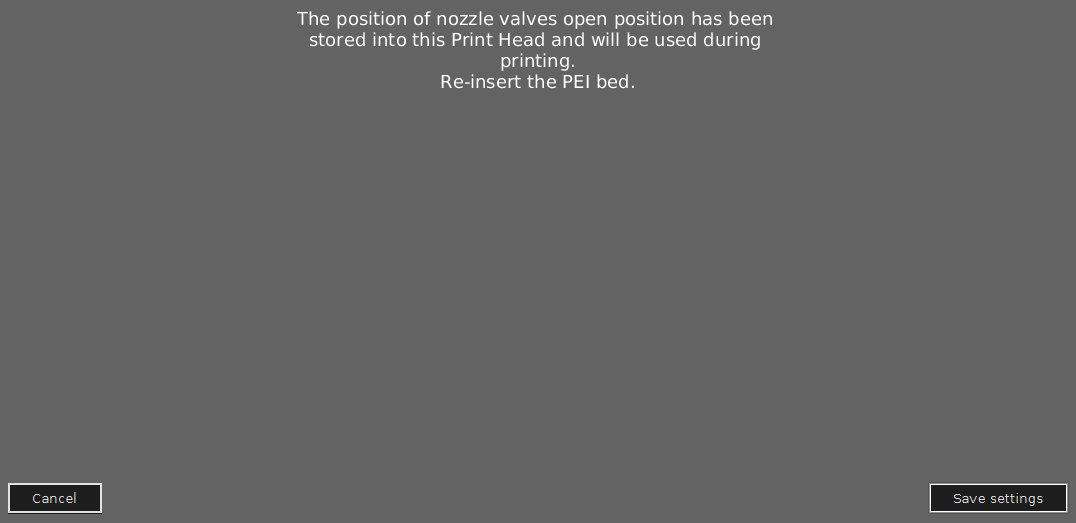 The position of nozzle valves open position has been
stored into this Print Head and will be used during
printing.
Re-insert the PEI bed.
Cancel
Save settings